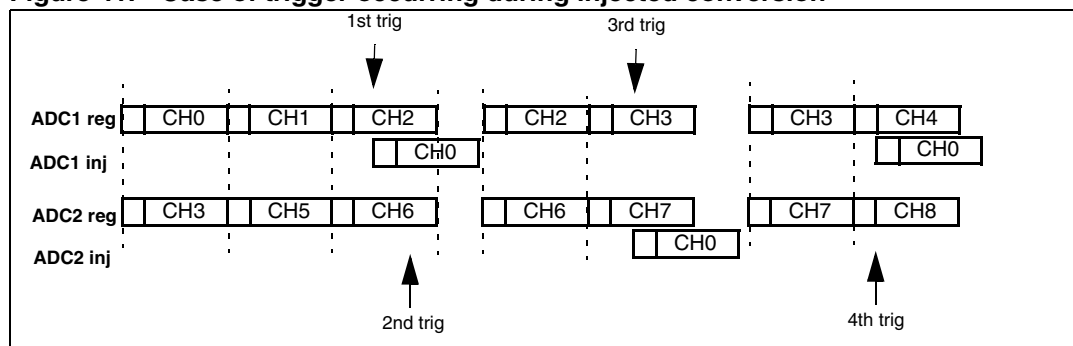 Figure Case of trigger occurring during injected conversion
1st trig 3rd trig
ADC1 reg CH0 CH1 CH2 CH2 CH3 CH3 CH4
ADC1 inj CH0 CH0
ADC2 reg CH3 CH5 CH6 CH6 CH7 CH7 CH8
ADC2 inj CH0
2nd trig 4th trig